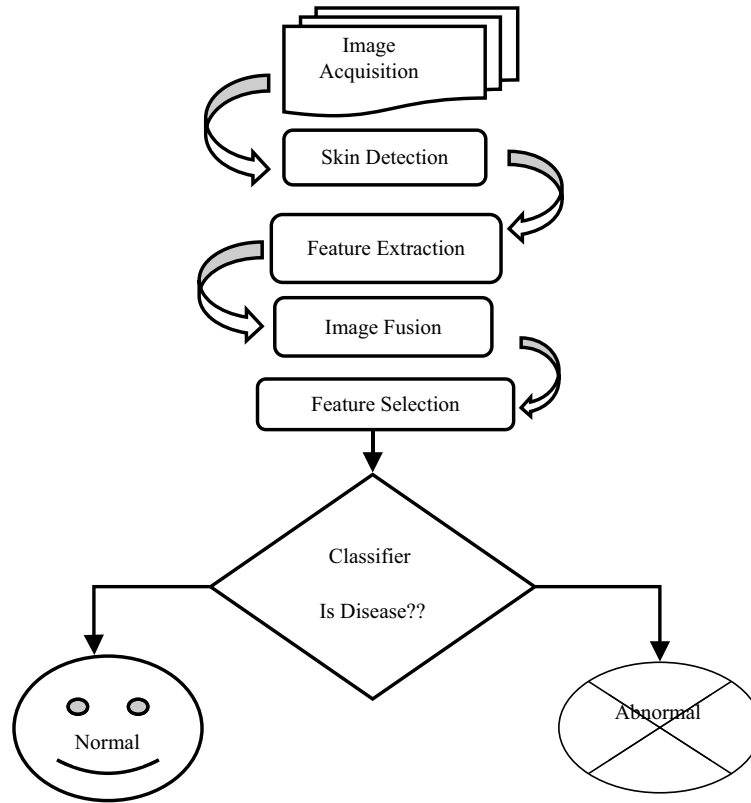 Image
Acquisition
Skin Detection
Feature Extraction
Image Fusion
Feature Selection
Classifier
Is Disease??
Normal
Abnormal